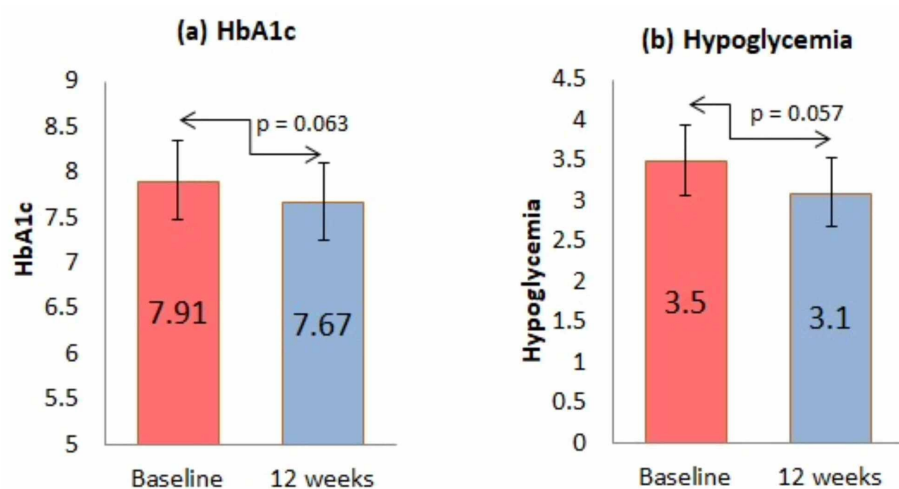 (a) HbA1c
HbA1c
9
8.5
8
7.5
7
6.5
6
5.5
5
p = 0.063
7.91
7.67
Baseline
12 weeks
(b) Hypoglycemia
Hypoglycemia
4.5
4
3.5
3
2.5
2
1.5
1
0.5
0
p = 0.057
3.5
3.1
Baseline
12 weeks